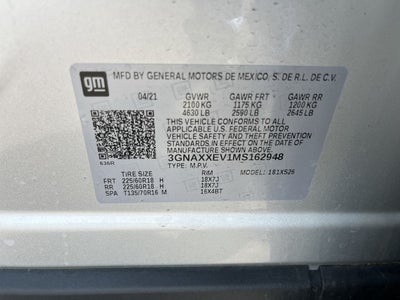 gm MFD BY GENERAL MOTORS DE MEXICO, S. DE R.L. DE C.V.
04/21 GVWR GAWR FRT GAWR RR
2100 KG 1175 KG 1200 KG
4630 LB 2590 LB 2645 LB
THIS VEHICLE CONFORMS TO ALL
APPLICABLE U.S. FEDERAL MOTOR
VEHICLE SAFETY AND THEFT PREVENTION
STANDARDS IN EFFECT ON THE DATE OF
MANUFACTURE SHOWN ABOVE.
3GNAXXEV1MS162948
TYPE: M.P.V. MODEL: 181XS26
TIRE SIZE RIM
FRT 225/60R18 H 18X7J
RR 225/60R18 H 18X7J
SPA T135/70R16 M 16X4BT